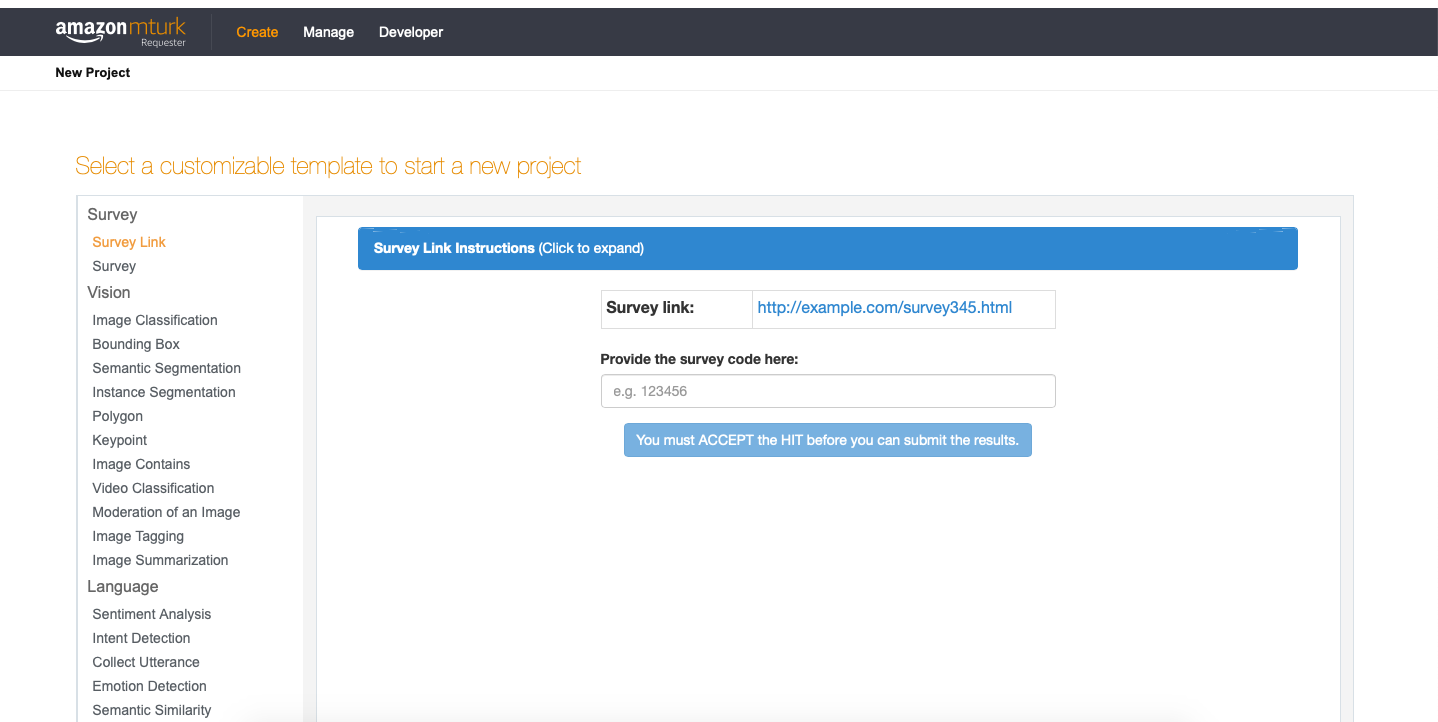 amazonmturk
Requester
Create Manage Developer
New Project
Select a customizable template to start a new project
Survey
Survey Link
Survey
Vision
Image Classification
Bounding Box
Semantic Segmentation
Instance Segmentation
Polygon
Keypoint
Image Contains
Video Classification
Moderation of an Image
Image Tagging
Image Summarization
Language
Sentiment Analysis
Intent Detection
Collect Utterance
Emotion Detection
Semantic Similarity
Survey Link Instructions (Click to expand)
Survey link: http://example.com/survey345.html
Provide the survey code here:
e.g. 123456
You must ACCEPT the HIT before you can submit the results.